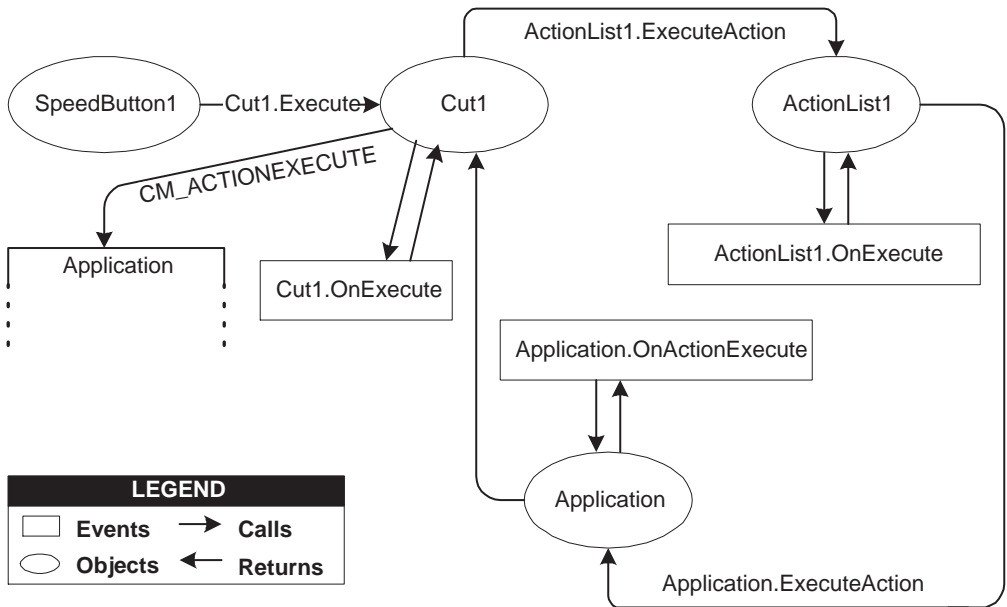 ActionList1.ExecuteAction
SpeedButton1
Cut1.Execute
Cut1
ActionList1
CM_ACTIONEXECUTE
Application
Cut1.OnExecute
ActionList1.OnExecute
Application.OnActionExecute
Application
LEGEND
Events Calls
Objects Returns
Application.ExecuteAction